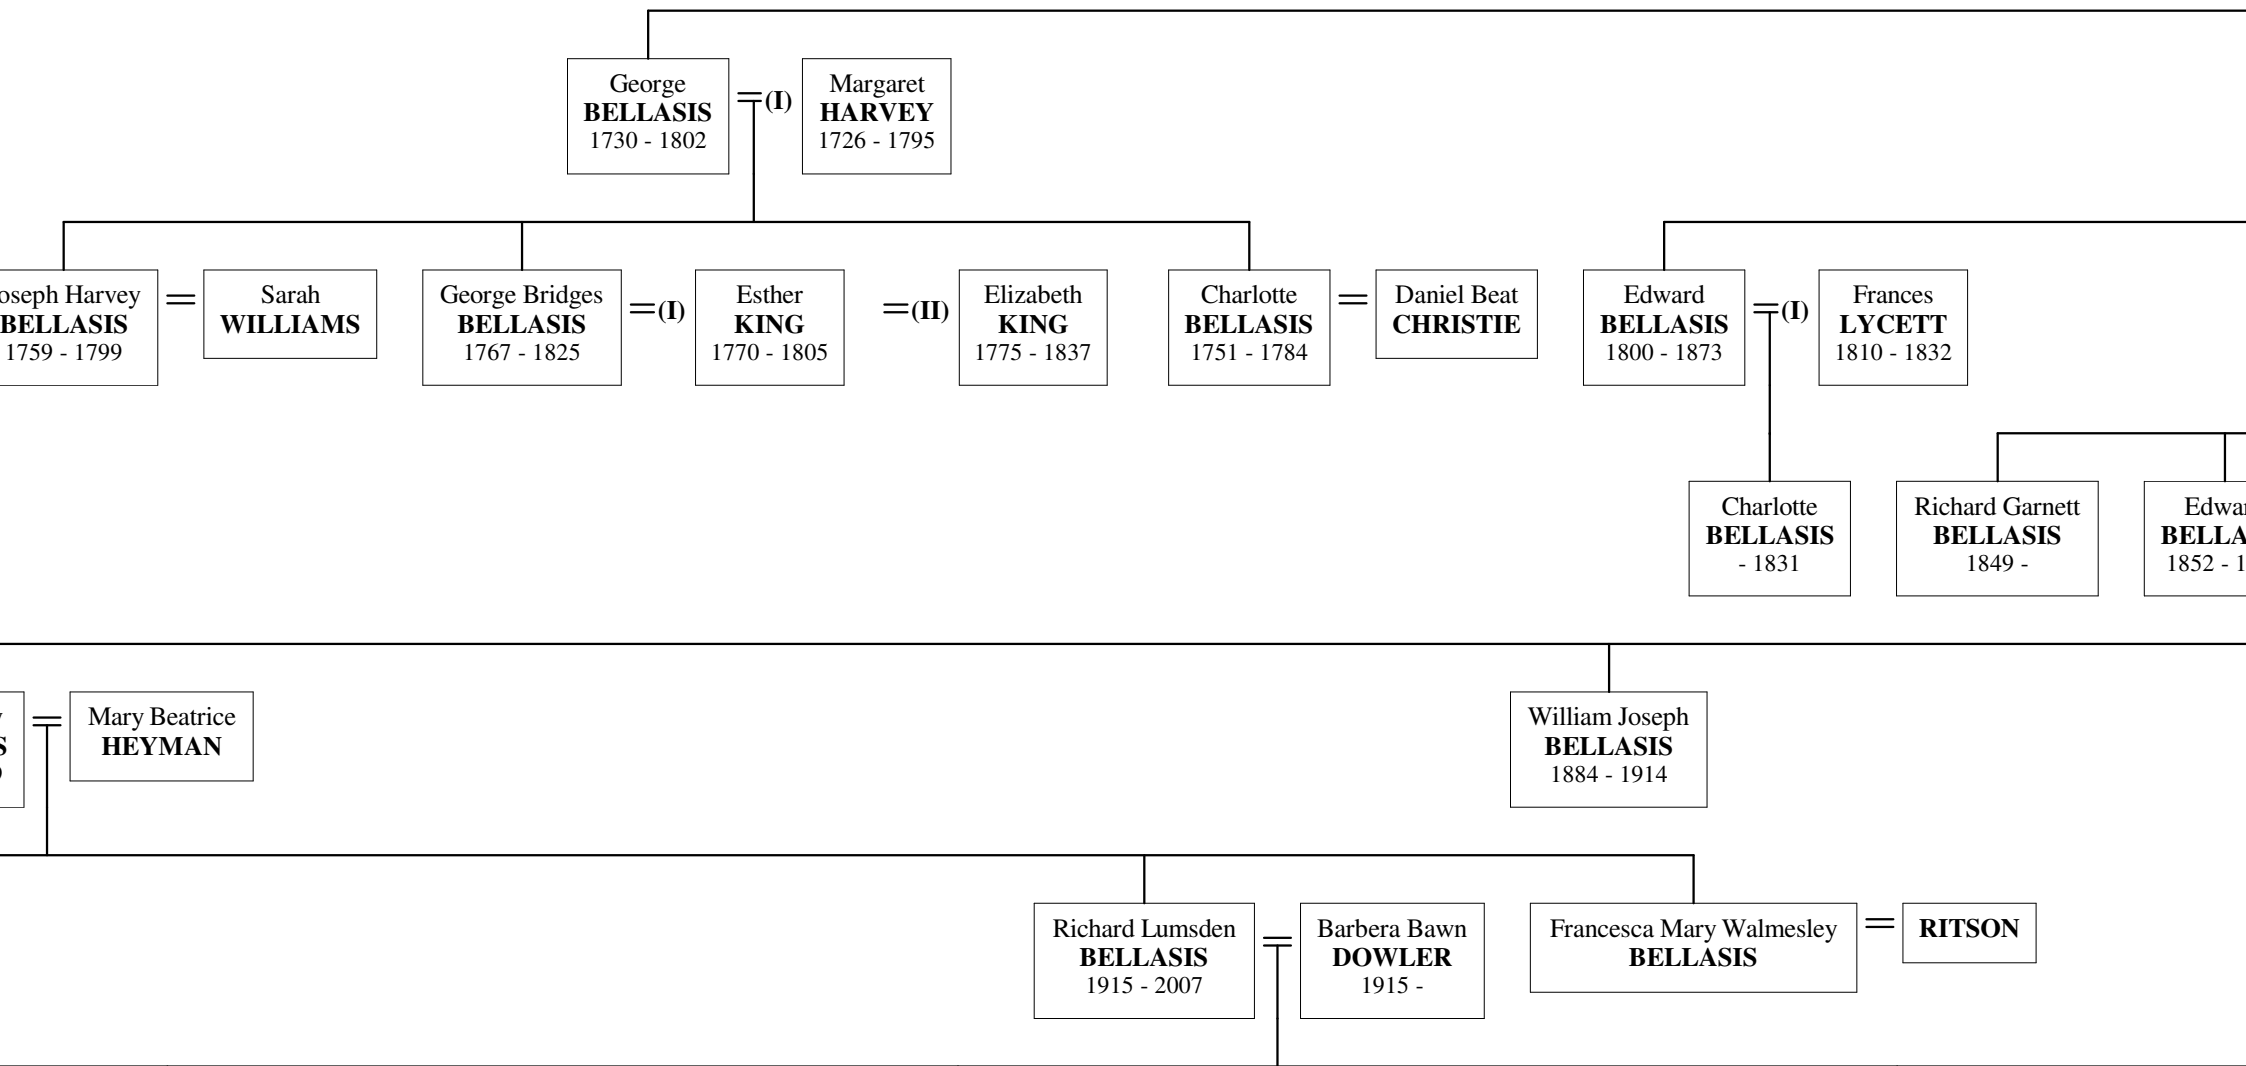 George
BELLASIS
1730 - 1802
(I)
Margaret
HARVEY
1726 - 1795
oseph Harvey
BELLASIS
1759 - 1799
Sarah
WILLIAMS
George Bridges
BELLASIS
1767 - 1825
(I)
Esther
KING
1770 - 1805
(II)
Elizabeth
KING
1775 - 1837
Charlotte
BELLASIS
1751 - 1784
Daniel Beat
CHRISTIE
Edward
BELLASIS
1800 - 1873
(I)
Frances
LYCETT
1810 - 1832
Charlotte
BELLASIS
- 1831
Richard Garnett
BELLASIS
1849 -
Edwar
BELLA
1852 - 1
S
Mary Beatrice
HEYMAN
William Joseph
BELLASIS
1884 - 1914
Richard Lumsden
BELLASIS
1915 - 2007
Barbera Bawn
DOWLER
1915 -
Francesca Mary Walmesley
BELLASIS
RITSON